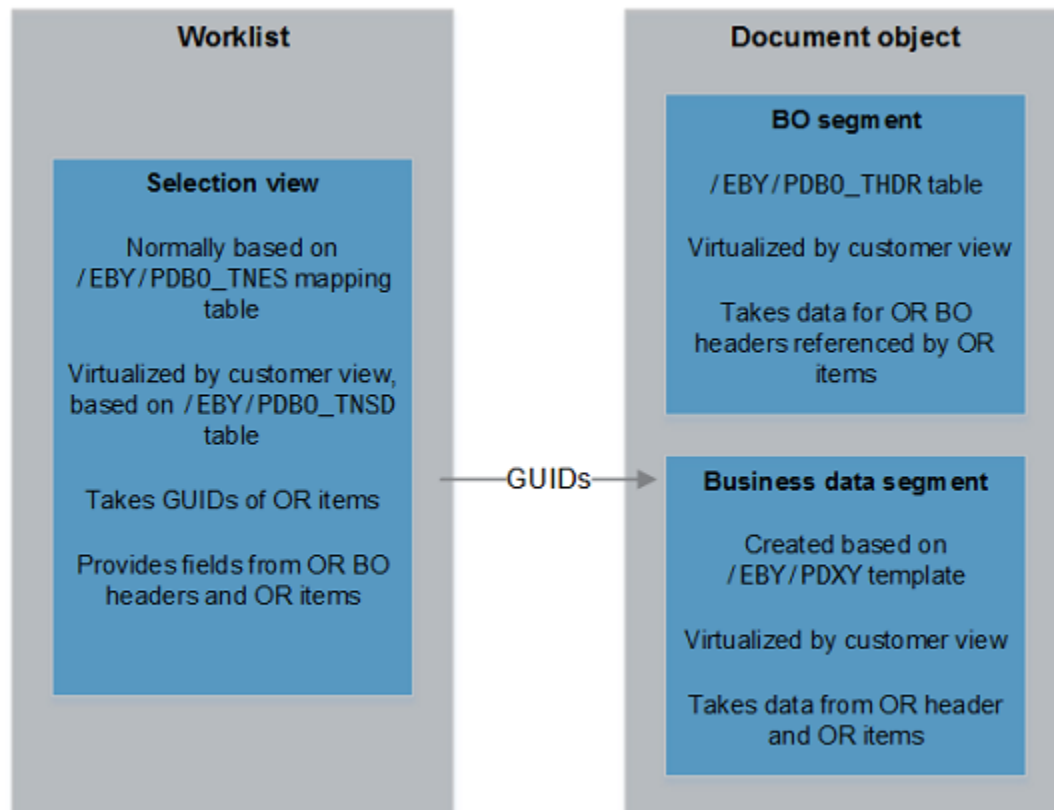 Worklist
Selection view
Normally based on
/EBY/PDBO_TNES mapping
table
Virtualized by customer view,
based on /EBY/PDBO_TNSD
table
Takes GUIDs of OR items
Provides fields from OR BO
headers and OR items
GUIDs
Document object
BO segment
/EBY/PDBO_THDR table
Virtualized by customer view
Takes data for OR BO
headers referenced by OR
items
Business data segment
Created based on
/EBY/PDXY template
Virtualized by customer view
Takes data from OR header
and OR items